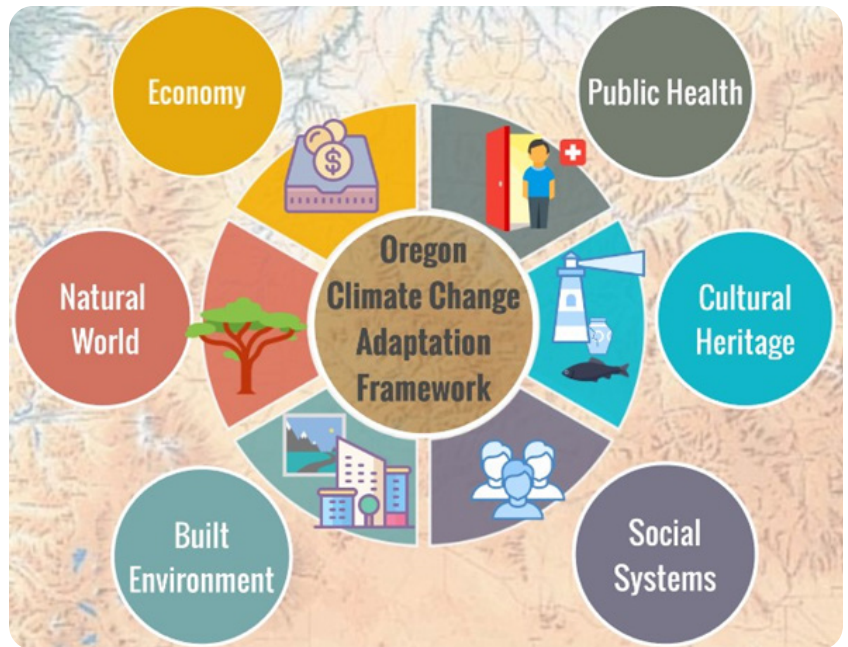 Economy
Public Health
Oregon
Climate Change
Adaptation
Framework
Natural
World
Cultural
Heritage
Built
Environment
Social
Systems
$